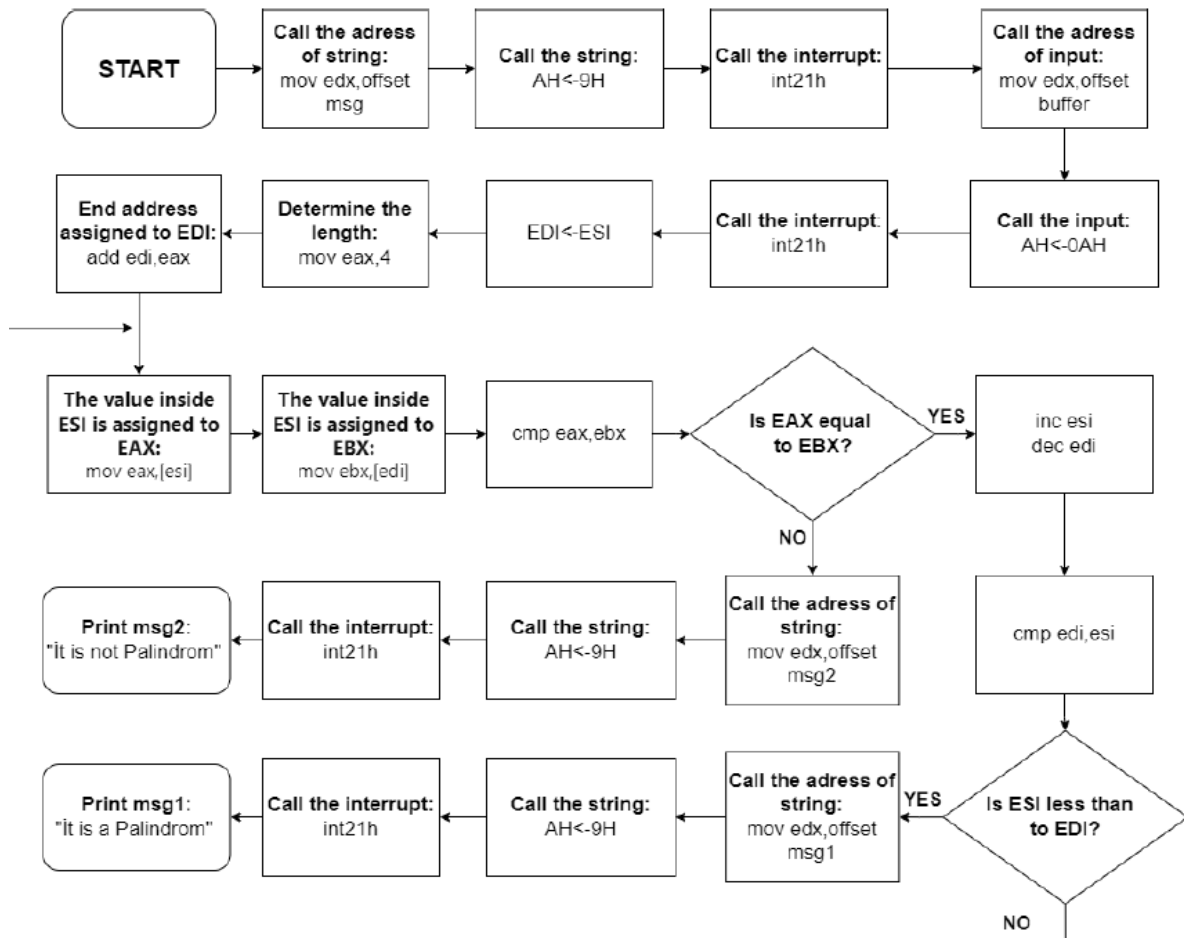 START
Call the adress
of string:
mov edx,offset
msg
Call the string:
AH<-9H
Call the interrupt:
int21h
Call the adress
of input:
mov edx,offset
buffer
Call the input:
AH<-0AH
Call the interrupt:
int21h
EDI<-ESI
Determine the
length:
mov eax,4
End address
assigned to EDI:
add edi,eax
The value inside
ESI is assigned to
EAX:
mov eax,[esi]
The value inside
ESI is assigned to
EBX:
mov ebx,[edi]
cmp eax,ebx
Is EAX equal
to EBX?
YES
inc esi
dec edi
NO
cmp edi,esi
Call the adress of
string:
mov edx,offset
msg2
Call the string:
AH<-9H
Call the interrupt:
int21h
Print msg2:
"İt is not Palindrom"
Is ESI less than
to EDI?
YES
Call the adress of
string:
mov edx,offset
msg1
Call the string:
AH<-9H
Call the interrupt:
int21h
Print msg1:
"İt is a Palindrom"
NO